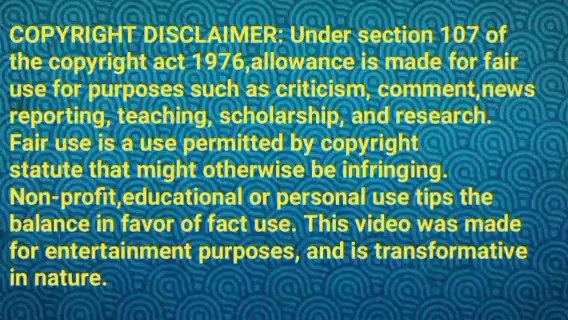 COPYRIGHT DISCLAIMER: Under section 107 of
the copyright act 1976,allowance is made for fair
use for purposes such as criticism, comment,news
reporting, teaching, scholarship, and research.
Fair use is a use permitted by copyright
statute that might otherwise be infringing.
Non-profit,educational or personal use tips the
balance in favor of fact use. This video was made
for entertainment purposes, and is transformative
in nature.